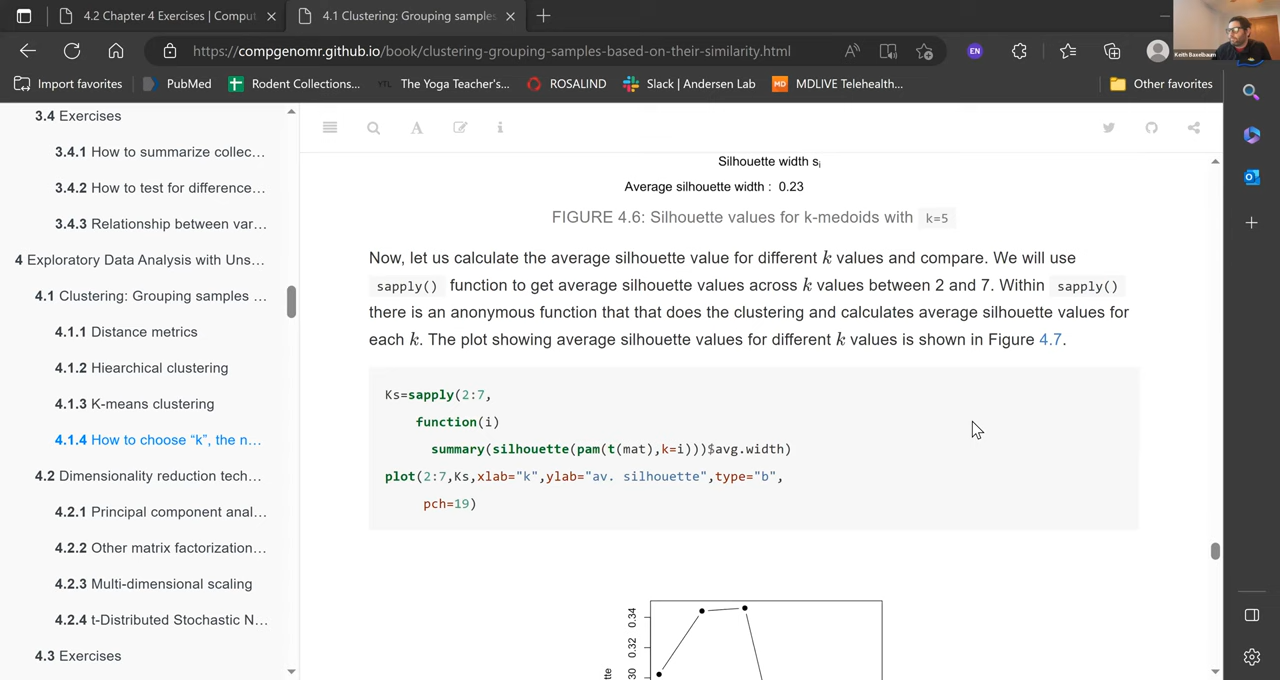 4.2 Chapter 4 Exercises | Comput
4.1 Clustering: Grouping samples
https://compgenomr.github.io/book/clustering-grouping-samples-based-on-their-similarity.html
EN
Keith Baxelbaum
Import favorites
PubMed
Rodent Collections...
YTL The Yoga Teacher's...
ROSALIND
Slack | Andersen Lab
MD MDLIVE Telehealth...
Other favorites
3.4 Exercises
3.4.1 How to summarize collec...
3.4.2 How to test for difference...
3.4.3 Relationship between var...
4 Exploratory Data Analysis with Uns...
4.1 Clustering: Grouping samples ...
4.1.1 Distance metrics
4.1.2 Hiearchical clustering
4.1.3 K-means clustering
4.1.4 How to choose “k”, the n...
4.2 Dimensionality reduction tech...
4.2.1 Principal component anal...
4.2.2 Other matrix factorization...
4.2.3 Multi-dimensional scaling
4.2.4 t-Distributed Stochastic N...
4.3 Exercises
Silhouette width si
Average silhouette width : 0.23
FIGURE 4.6: Silhouette values for k-medoids with k=5
Now, let us calculate the average silhouette value for different k values and compare. We will use
sapply() function to get average silhouette values across k values between 2 and 7. Within sapply()
there is an anonymous function that that does the clustering and calculates average silhouette values for
each k. The plot showing average silhouette values for different k values is shown in Figure 4.7.
Ks=sapply(2:7,
function(i)
summary(silhouette(pam(t(mat),k=i)))$avg.width)
plot(2:7,Ks,xlab="k",ylab="av. silhouette",type="b",
pch=19)
0.34
0.32
0.30